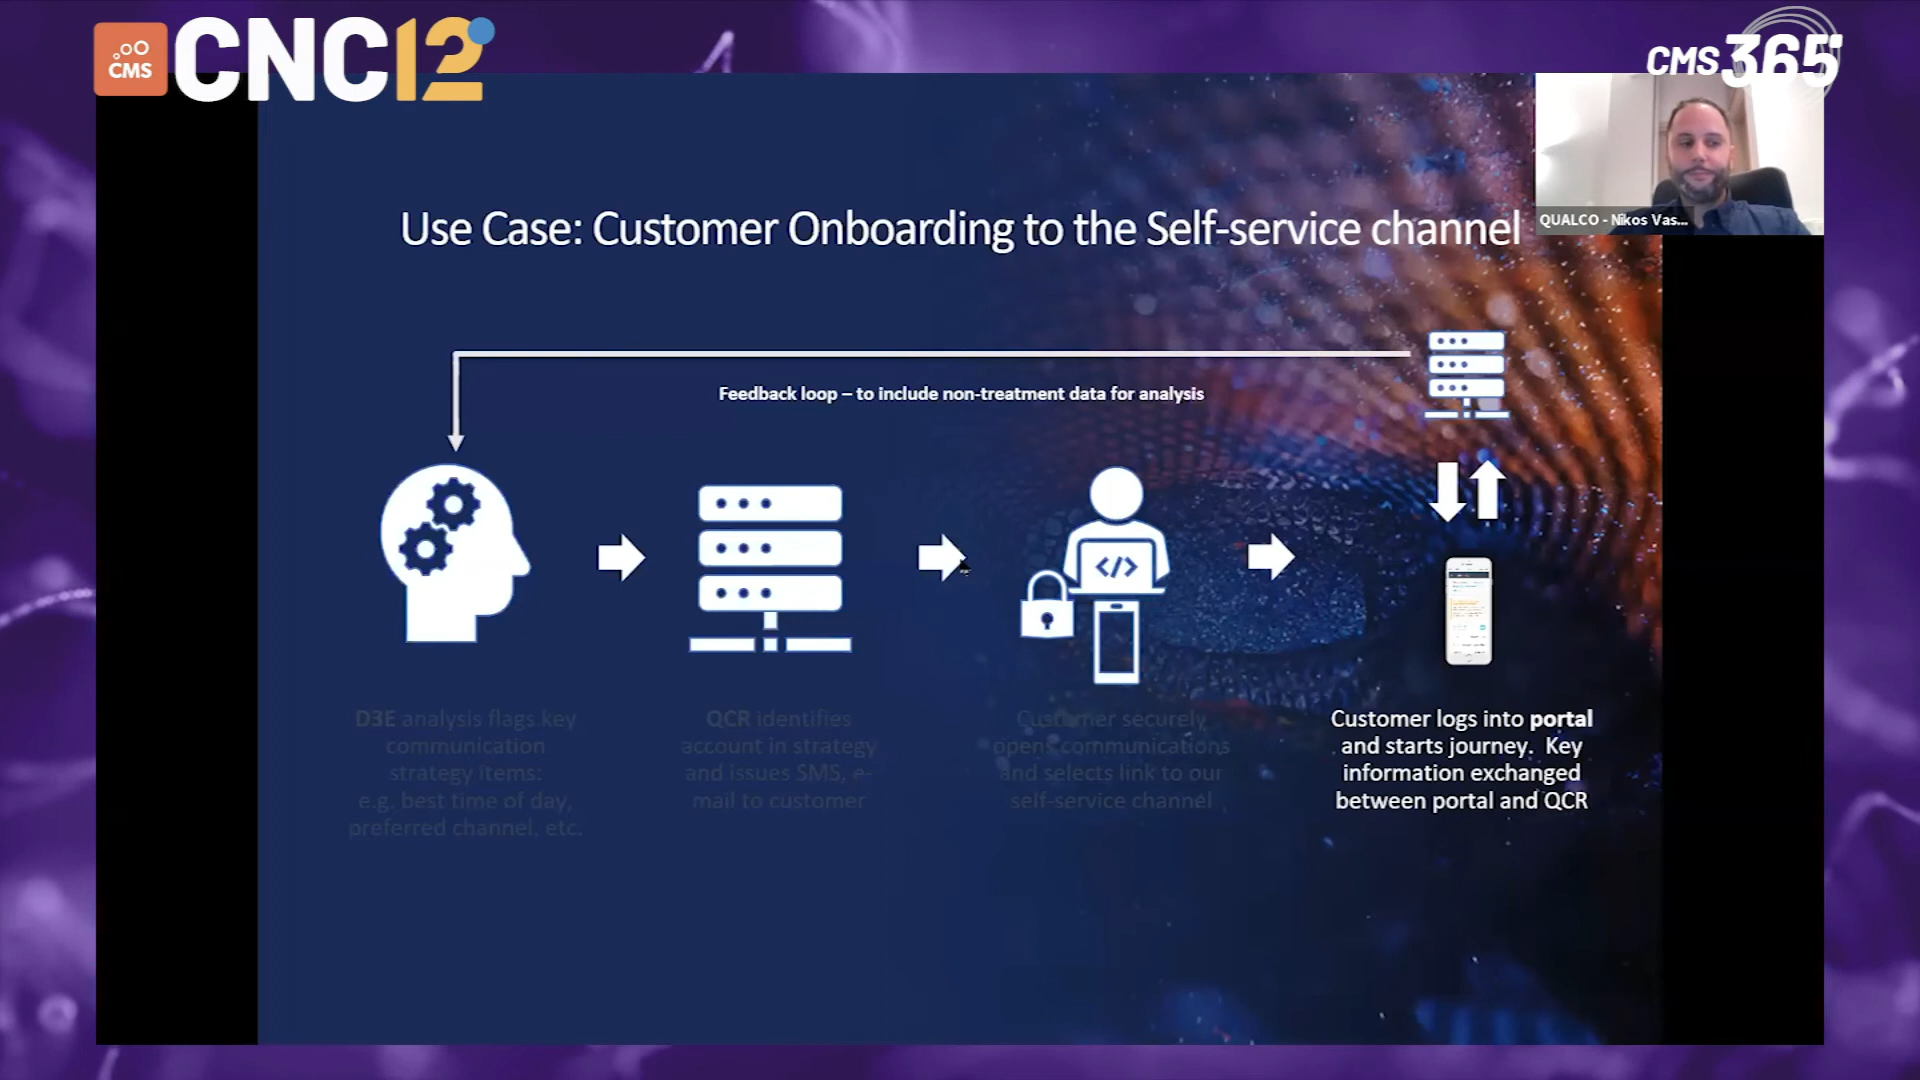 CMS
CNC12
CMS365
QUALCO - Nikos Vas...
Use Case: Customer Onboarding to the Self-service channel
Feedback loop – to include non-treatment data for analysis
</>
D3E analysis flags key
communication
strategy items:
e.g. best time of day,
preferred channel, etc.
QCR identifies
account in strategy
and issues SMS, e-
mail to customer
Customer securely
opens communications
and selects link to our
self-service channel
Customer logs into portal
and starts journey. Key
information exchanged
between portal and QCR